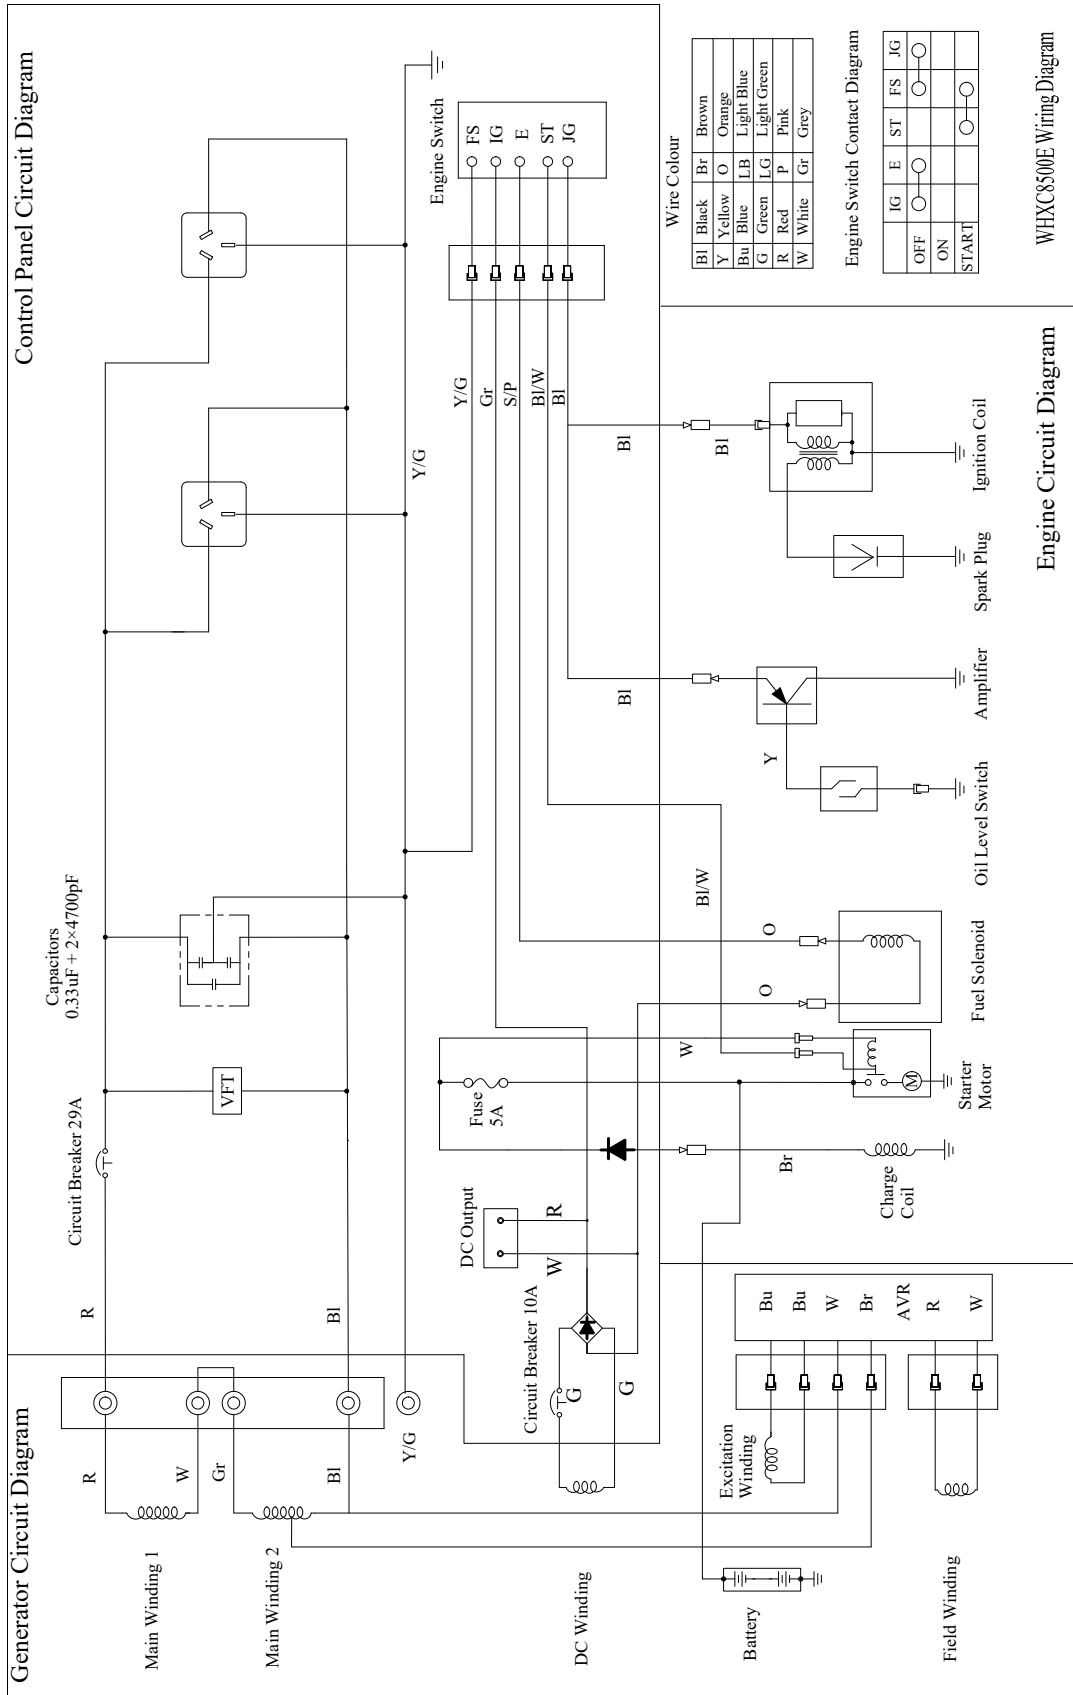 Generator Circuit Diagram
Control Panel Circuit Diagram
Main Winding 1
Main Winding 2
R
W
Gr
Bl
Y/G
R
Bl
Circuit Breaker 29A
VFT
Capacitors
0.33uF + 2×4700pF
Y/G
DC Winding
Circuit Breaker 10A
G
G
DC Output
W
R
Fuse
5A
Y/G
Gr
S/P
Bl/W
Bl
Engine Switch
FS
IG
E
ST
JG
Battery
Excitation
Winding
Field Winding
Bu
Bu
W
Br
AVR
R
W
Br
Charge
Coil
W
Starter
Motor
O
O
Fuel Solenoid
Bl/W
Y
Oil Level Switch
Bl
Amplifier
Spark Plug
Bl
Bl
Ignition Coil
Engine Circuit Diagram
Wire Colour
Bl Black Br Brown
Y Yellow O Orange
Bu Blue LB Light Blue
G Green LG Light Green
R Red P Pink
W White Gr Grey
Engine Switch Contact Diagram
IG E ST FS JG
OFF
ON
START
M
WHXC8500E Wiring Diagram